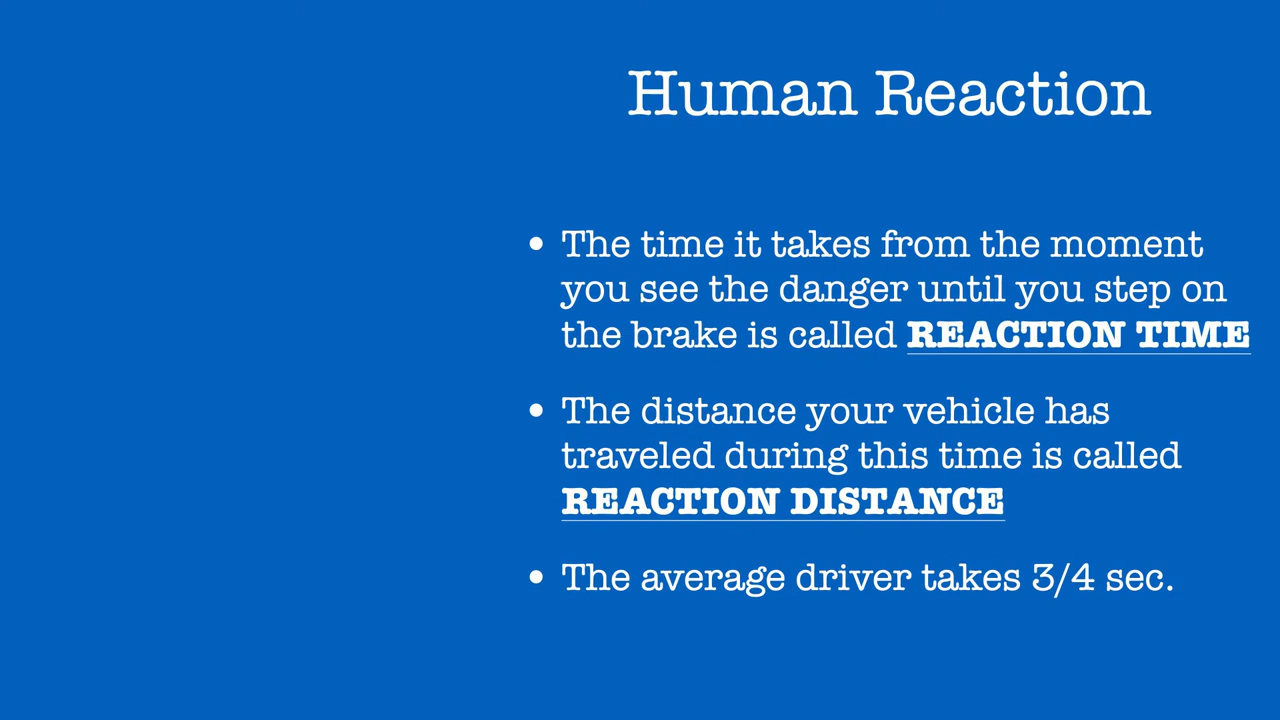 Human Reaction
• The time it takes from the moment
you see the danger until you step on
the brake is called REACTION TIME
• The distance your vehicle has
traveled during this time is called
REACTION DISTANCE
• The average driver takes 3/4 sec.